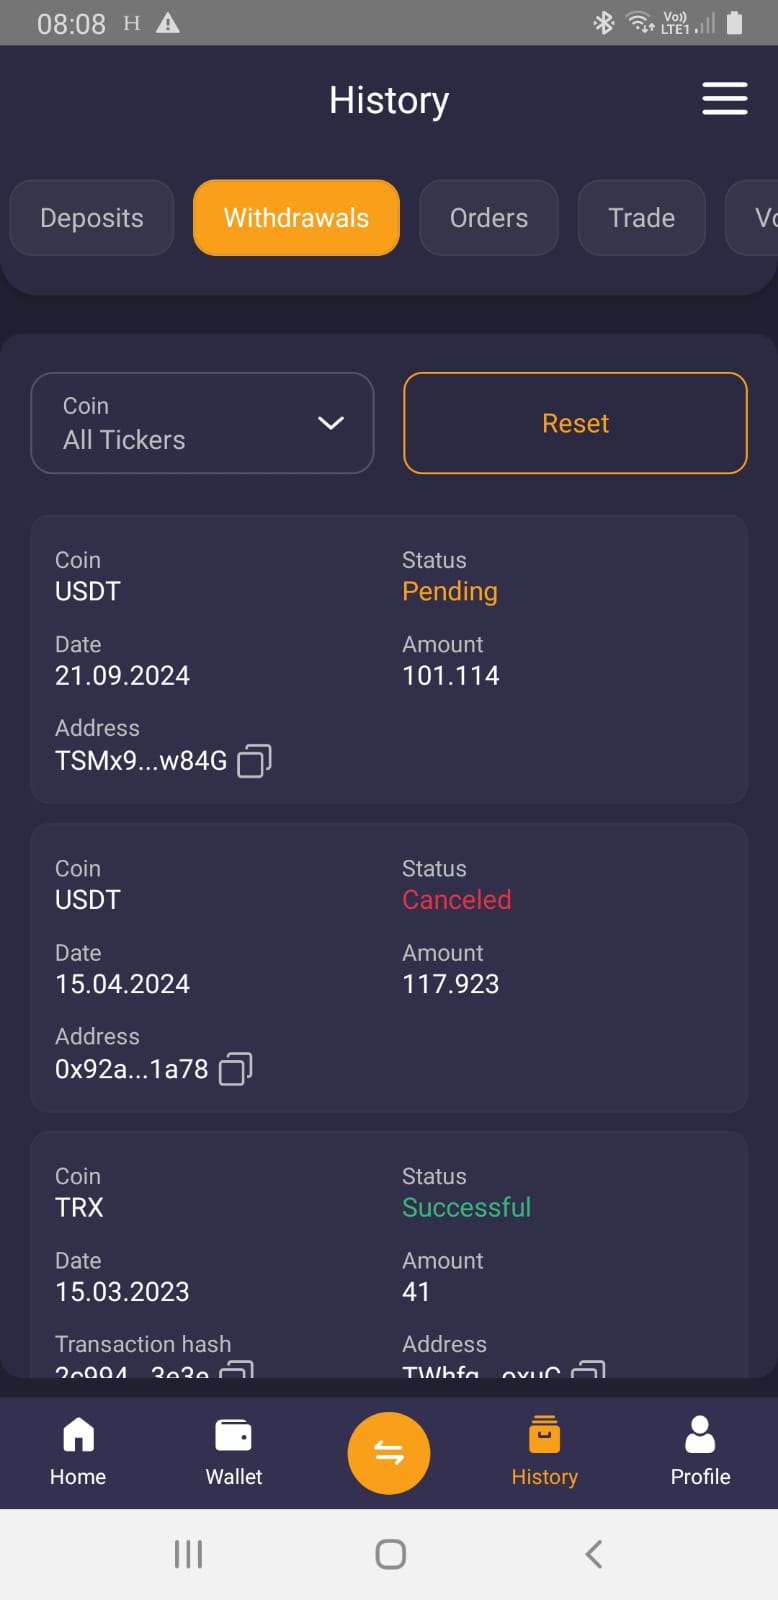 08:08 H
Vo)) LTE1
History
Deposits Withdrawals Orders Trade
Coin
All Tickers
Reset
Coin Status
USDT Pending
Date Amount
21.09.2024 101.114
Address
TSMx9...w84G
Coin Status
USDT Canceled
Date Amount
15.04.2024 117.923
Address
0x92a...1a78
Coin Status
TRX Successful
Date Amount
15.03.2023 41
Transaction hash Address
2c994...3e3e
Home Wallet History Profile